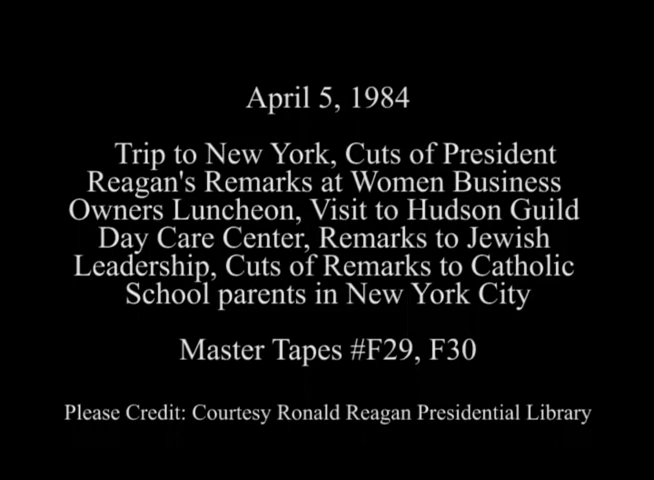 April 5, 1984
Trip to New York, Cuts of President
Reagan's Remarks at Women Business
Owners Luncheon, Visit to Hudson Guild
Day Care Center, Remarks to Jewish
Leadership, Cuts of Remarks to Catholic
School parents in New York City
Master Tapes #F29, F30
Please Credit: Courtesy Ronald Reagan Presidential Library